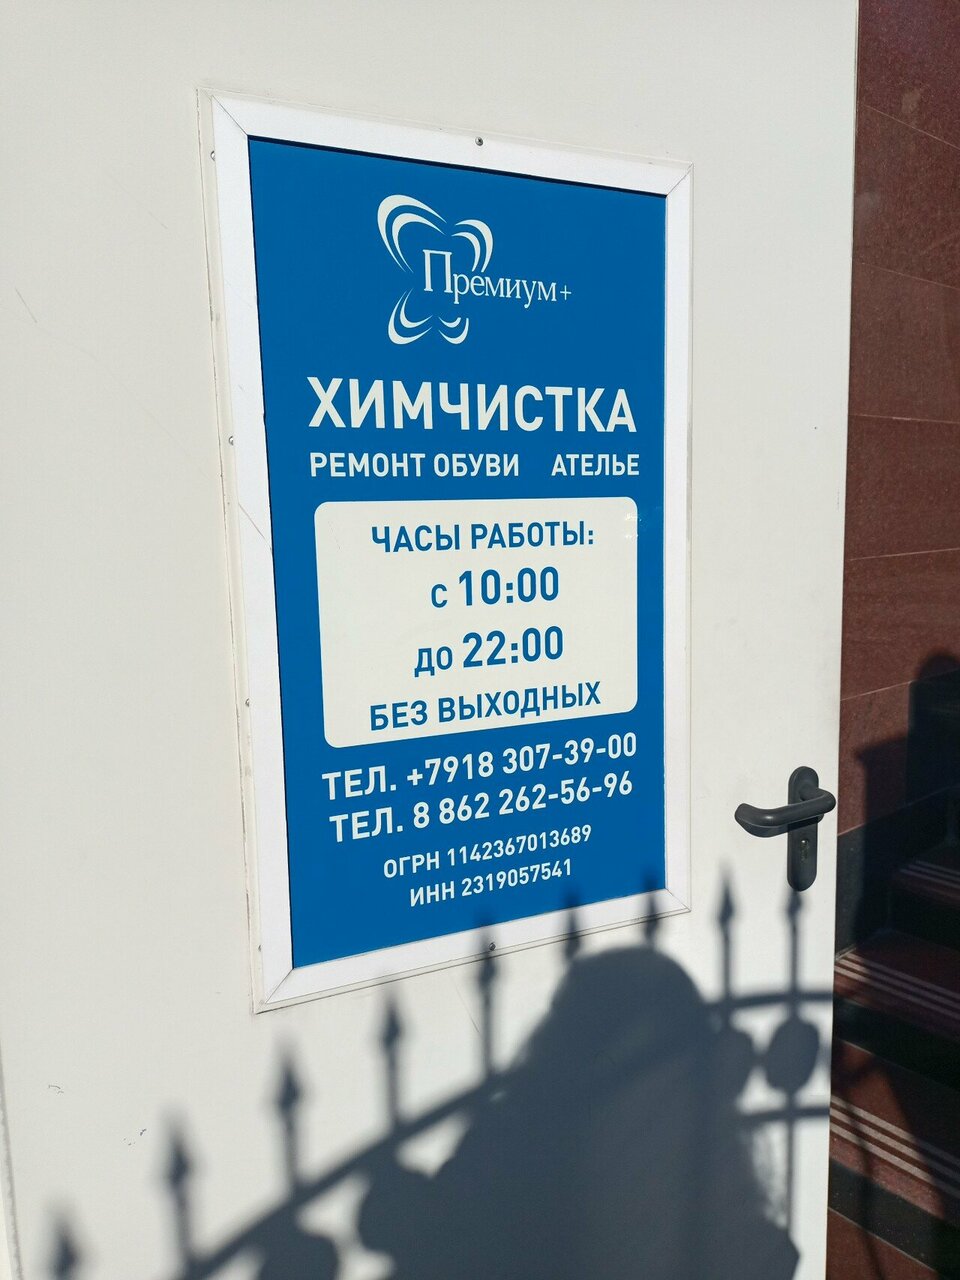 Премиум+
ХИМЧИСТКА
РЕМОНТ ОБУВИ АТЕЛЬЕ
ЧАСЫ РАБОТЫ:
с 10:00
до 22:00
БЕЗ ВЫХОДНЫХ
ТЕЛ. +7918 307-39-00
ТЕЛ. 8 862 262-56-96
ОГРН 1142367013689
ИНН 2319057541